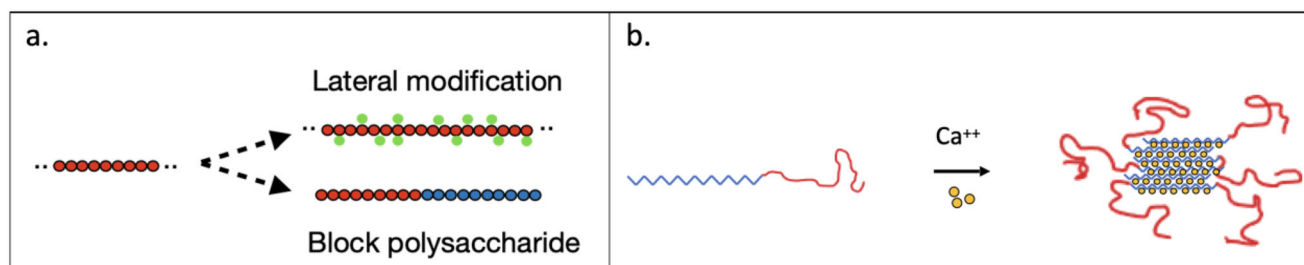 a.
Lateral modification
Block polysaccharide
b.
Ca⁺⁺